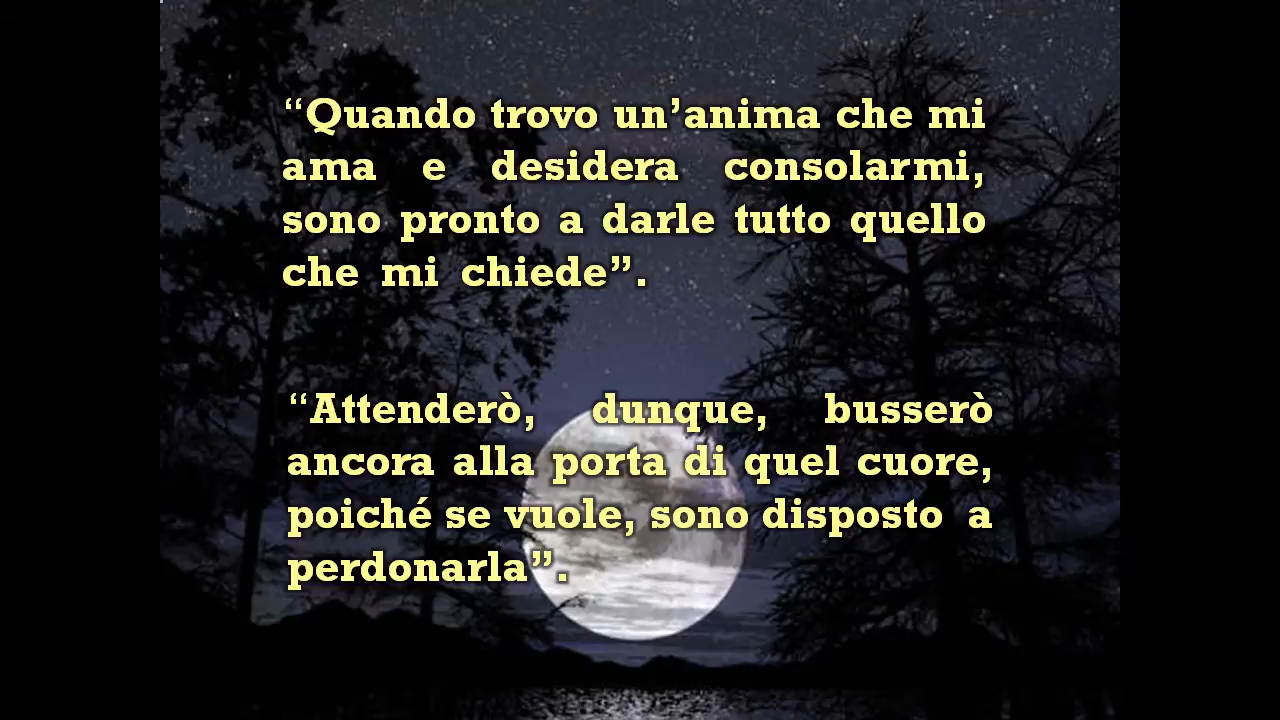 “Quando trovo un’anima che mi
ama e desidera consolarmi,
sono pronto a darle tutto quello
che mi chiede”.
“Attenderò, dunque, busserò
ancora alla porta di quel cuore,
poiché se vuole, sono disposto a
perdonarla”.